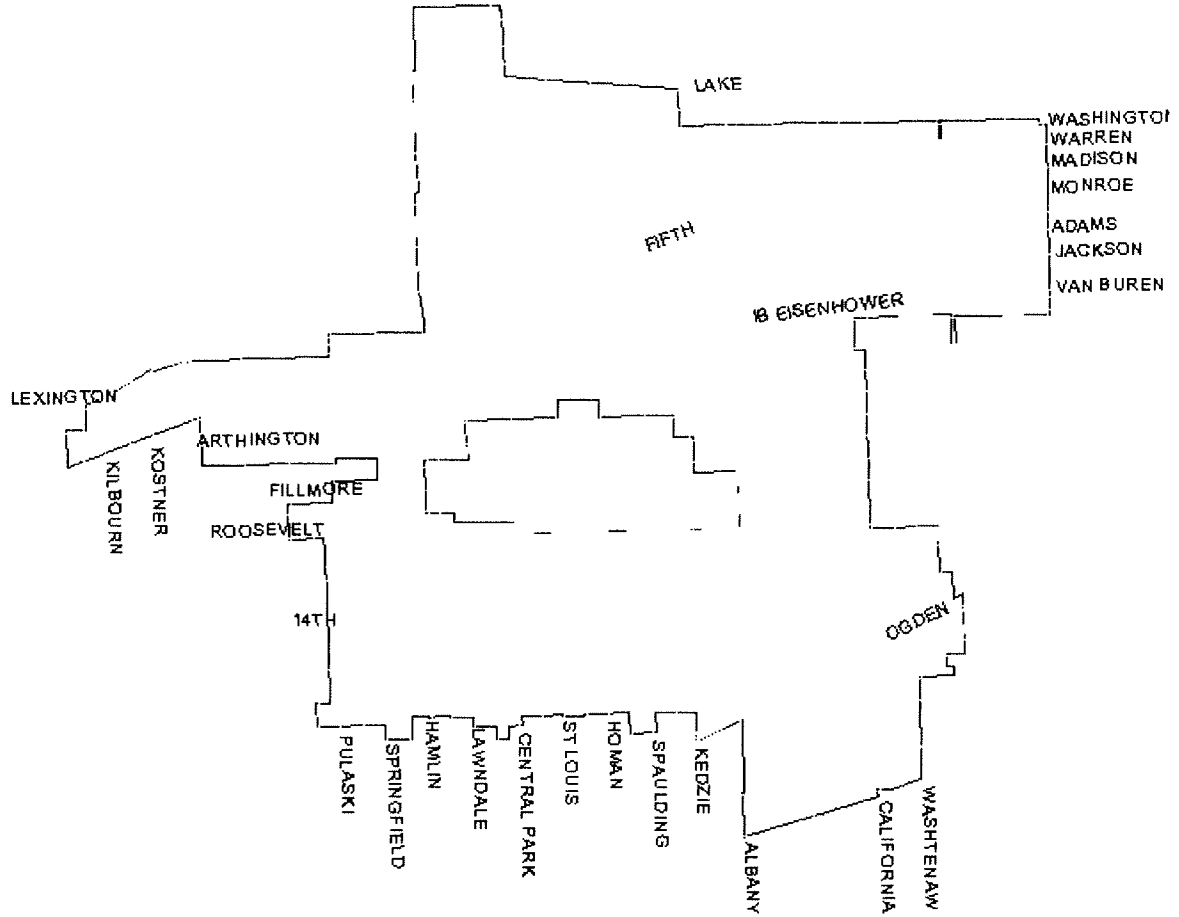 LAKE
WASHINGTON
WARREN
MADISON
MONROE
FIFTH
ADAMS
JACKSON
VAN BUREN
EISENHOWER
LEXINGTON
ARTHINGTON
KOSTNER
KILBOURN
FILLMORE
ROOSEVELT
14TH
OGDEN
PULASKI
SPRINGFIELD
HAMLIN
LAWNDALE
CENTRAL PARK
ST LOUIS
HOMAN
SPAULDING
KEDZIE
ALBANY
CALIFORNIA
WASHTENAW